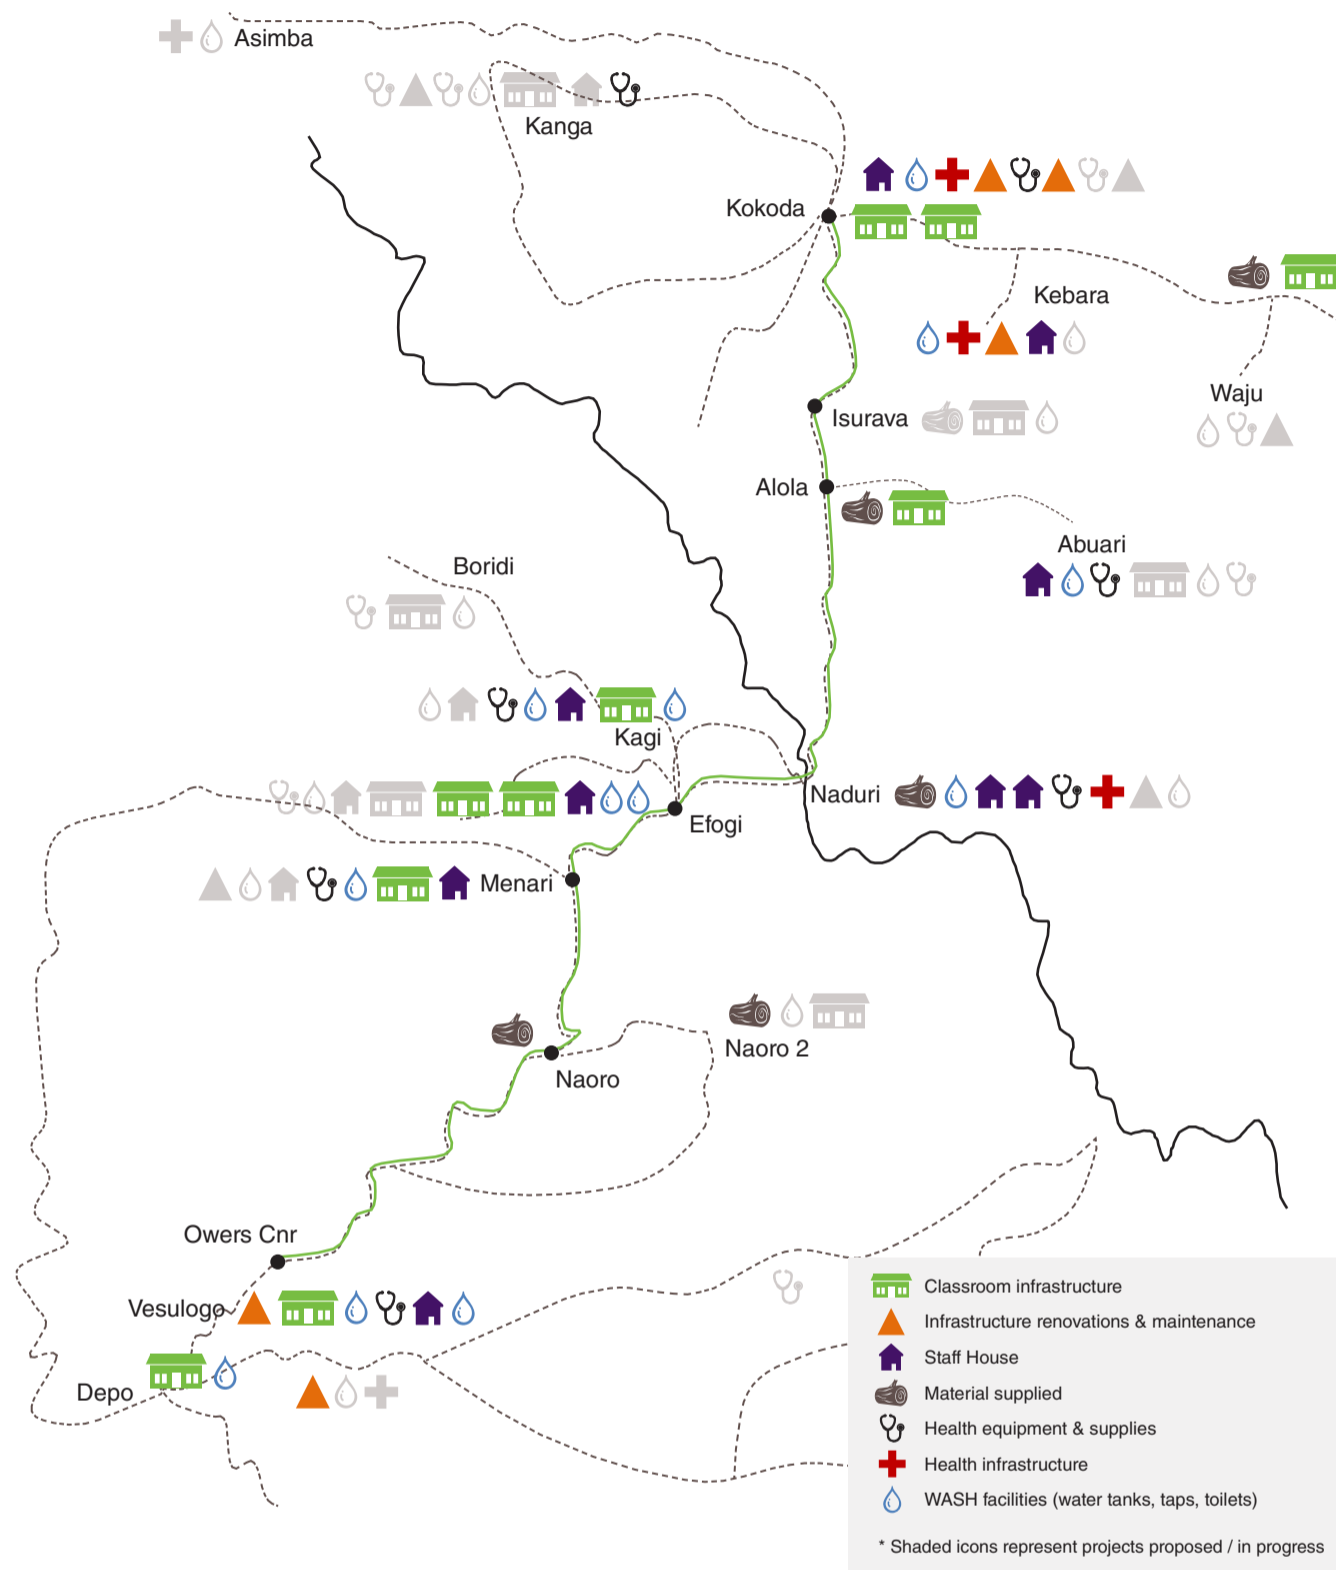 Asimba
Kanga
Kokoda
Kebara
Waju
Isurava
Alola
Abuari
Boridi
Kagi
Naduri
Efogi
Menari
Naoro 2
Naoro
Owers Cnr
Vesulogo
Depo
Classroom infrastructure
Infrastructure renovations & maintenance
Staff House
Material supplied
Health equipment & supplies
Health infrastructure
WASH facilities (water tanks, taps, toilets)
* Shaded icons represent projects proposed / in progress